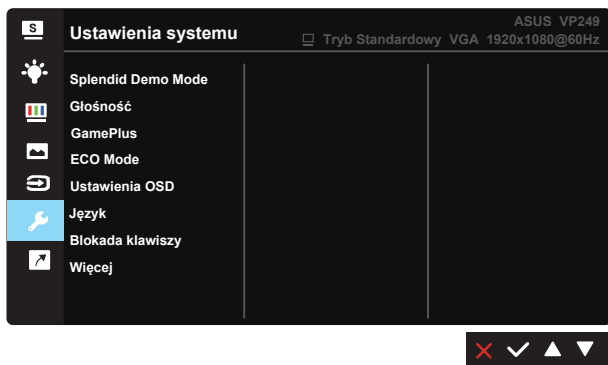 S
Ustawienia systemu
ASUS VP249
Tryb Standardowy VGA 1920x1080@60Hz
Splendid Demo Mode
Głośność
GamePlus
ECO Mode
Ustawienia OSD
Język
Blokada klawiszy
Więcej